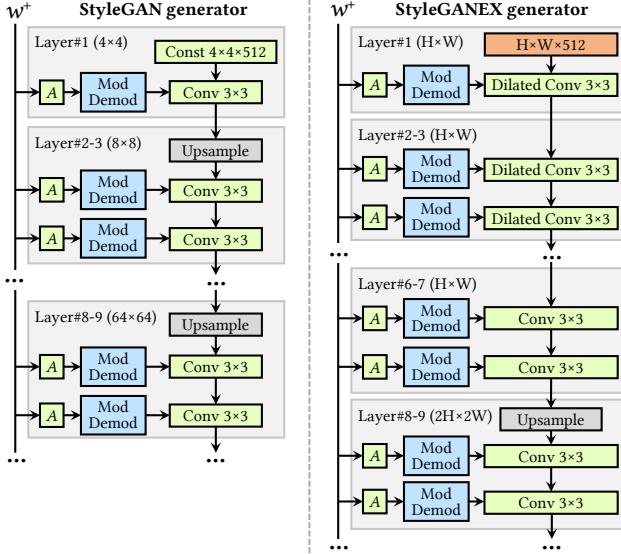 StyleGAN generator
w+
Layer#1 (4×4)
Const 4×4×512
A
Mod
Demod
Conv 3×3
Layer#2-3 (8×8)
Upsample
A
Mod
Demod
Conv 3×3
A
Mod
Demod
Conv 3×3
...
...
Layer#8-9 (64×64)
Upsample
A
Mod
Demod
Conv 3×3
A
Mod
Demod
Conv 3×3
...
...
StyleGANEX generator
w+
Layer#1 (H×W)
H×W×512
A
Mod
Demod
Dilated Conv 3×3
Layer#2-3 (H×W)
A
Mod
Demod
Dilated Conv 3×3
A
Mod
Demod
Dilated Conv 3×3
...
...
Layer#6-7 (H×W)
A
Mod
Demod
Conv 3×3
A
Mod
Demod
Conv 3×3
Layer#8-9 (2H×2W)
Upsample
A
Mod
Demod
Conv 3×3
A
Mod
Demod
Conv 3×3
...
...